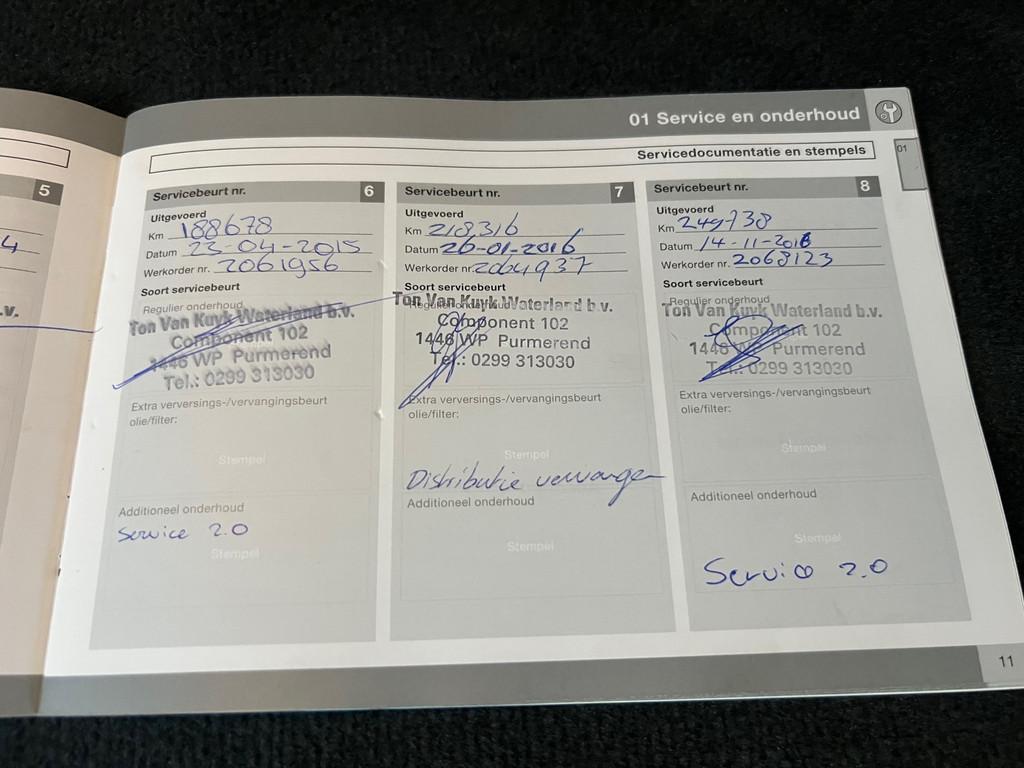 01 Service en onderhoud
01
Servicedocumentatie en stempels
5
4
.v.
Servicebeurt nr. 6
Uitgevoerd
Km 188678
Datum 23-04-2015
Werkorder nr. 2061956
Soort servicebeurt
Regulier onderhoud
Ton Van Kuyk Waterland b.v.
Component 102
1446 WP Purmerend
Tel.: 0299 313030
Extra verversings-/vervangingsbeurt
olie/filter:
Stempel
Additioneel onderhoud
Service 2.0
Stempel
Servicebeurt nr. 7
Uitgevoerd
Km 218316
Datum 26-01-2016
Werkorder nr. 2064937
Soort servicebeurt
Regulier onderhoud
Ton Van Kuyk Waterland b.v.
Component 102
1446 WP Purmerend
Tel.: 0299 313030
Extra verversings-/vervangingsbeurt
olie/filter:
Stempel
Distributie vervangen
Additioneel onderhoud
Stempel
Servicebeurt nr. 8
Uitgevoerd
Km 249738
Datum 14-11-2016
Werkorder nr. 2068123
Soort servicebeurt
Regulier onderhoud
Ton Van Kuyk Waterland b.v.
Component 102
1446 WP Purmerend
Tel.: 0299 313030
Extra verversings-/vervangingsbeurt
olie/filter:
Stempel
Additioneel onderhoud
Stempel
Service 2.0
11